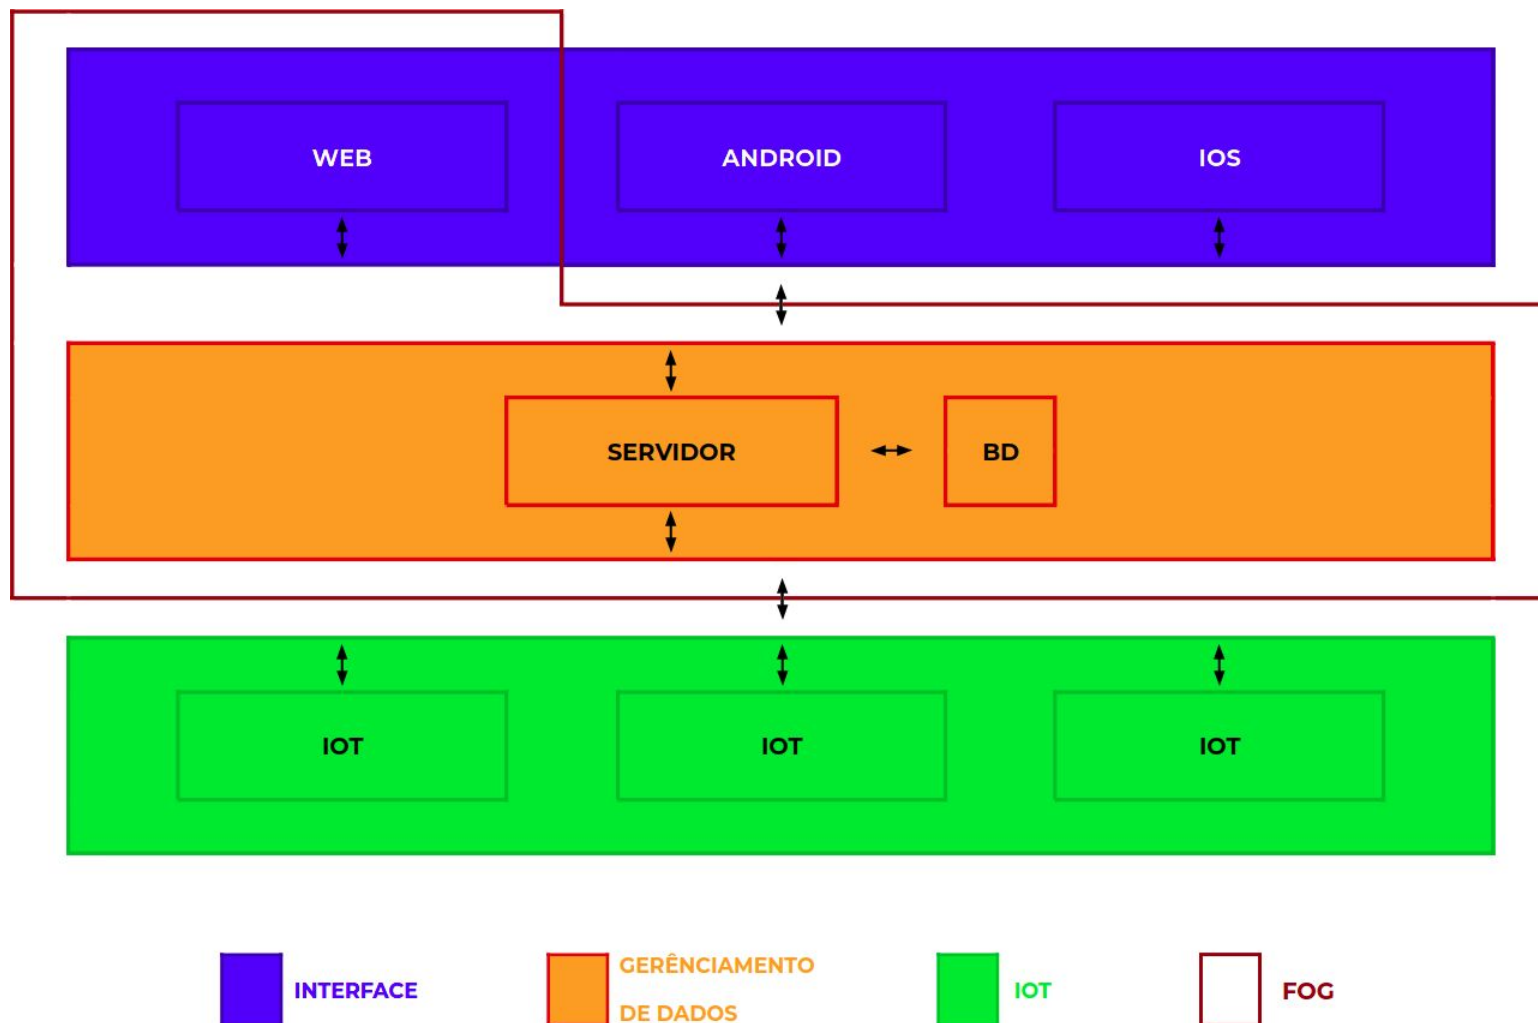 WEB
ANDROID
IOS
SERVIDOR
BD
IOT
IOT
IOT
INTERFACE
GERÊNCIAMENTO
DE DADOS
IOT
FOG